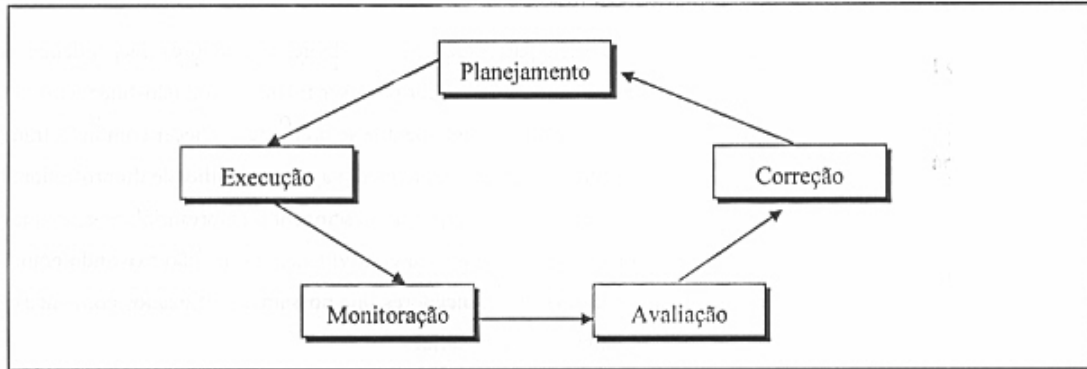 Planejamento
Execução
Correção
Monitoração
Avaliação